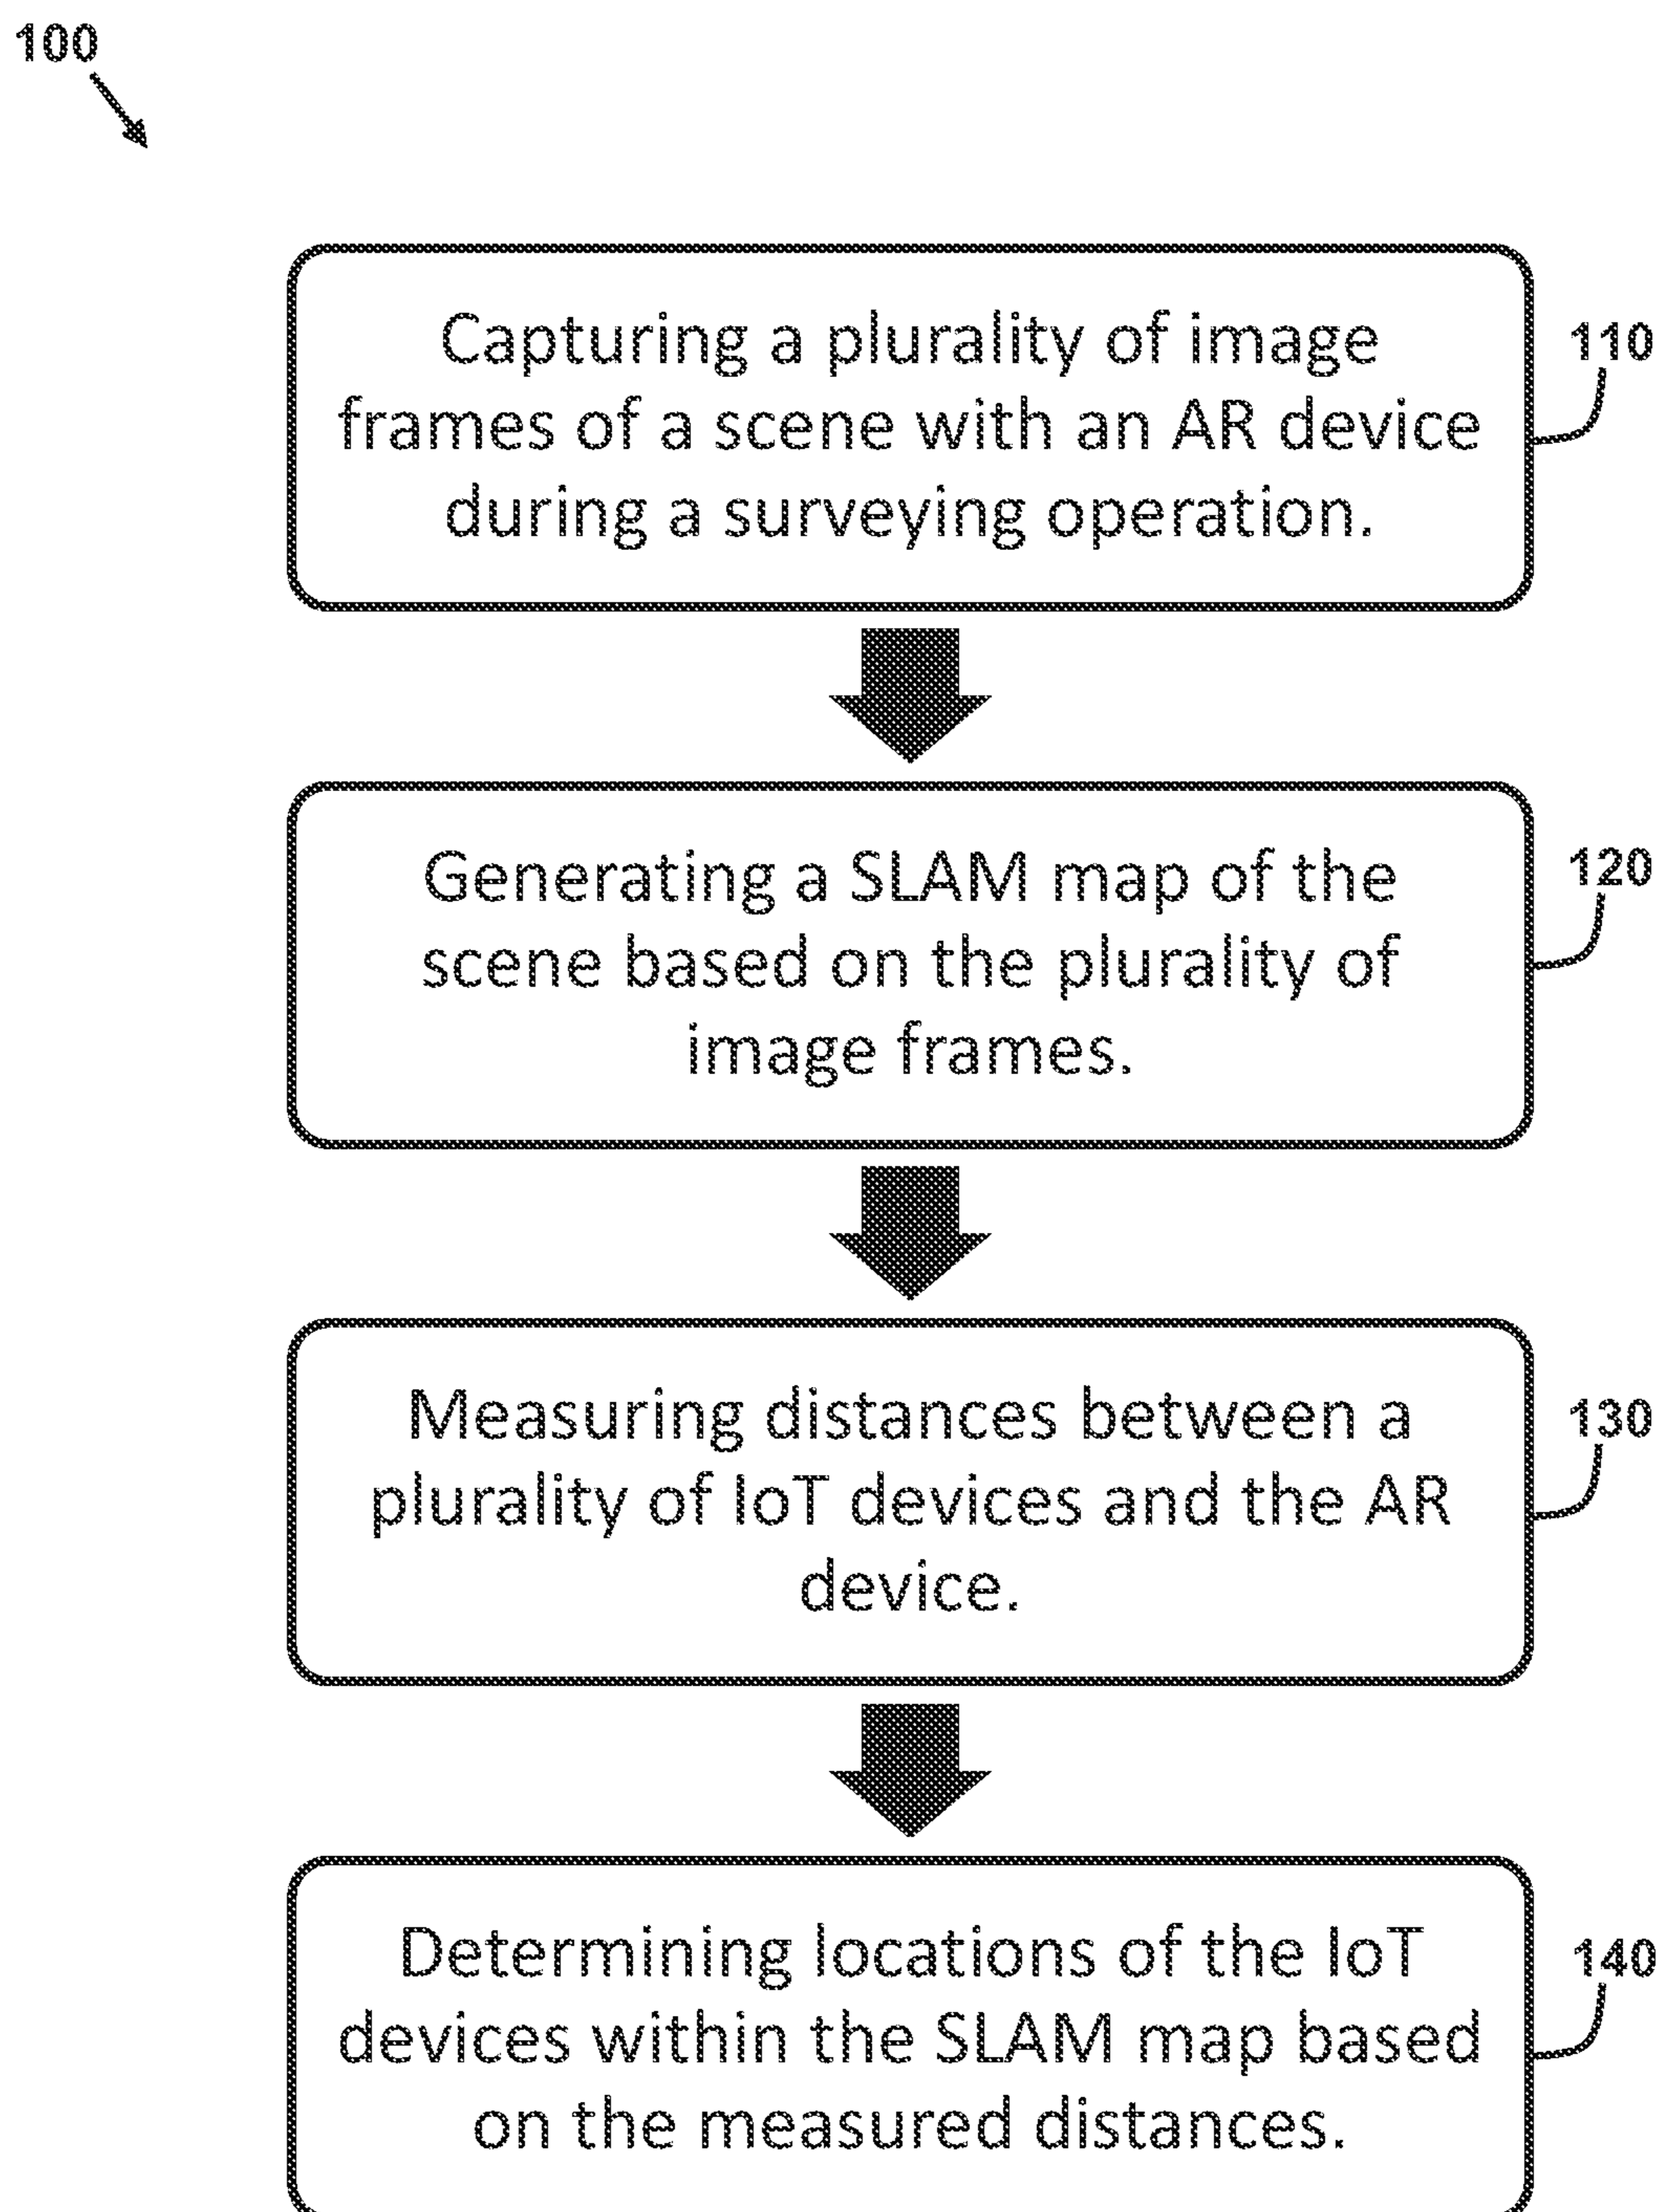 100
Capturing a plurality of image
frames of a scene with an AR device
during a surveying operation.
110
Generating a SLAM map of the
scene based on the plurality of
image frames.
120
Measuring distances between a
plurality of IoT devices and the AR
device.
130
Determining locations of the IoT
devices within the SLAM map based
on the measured distances.
140